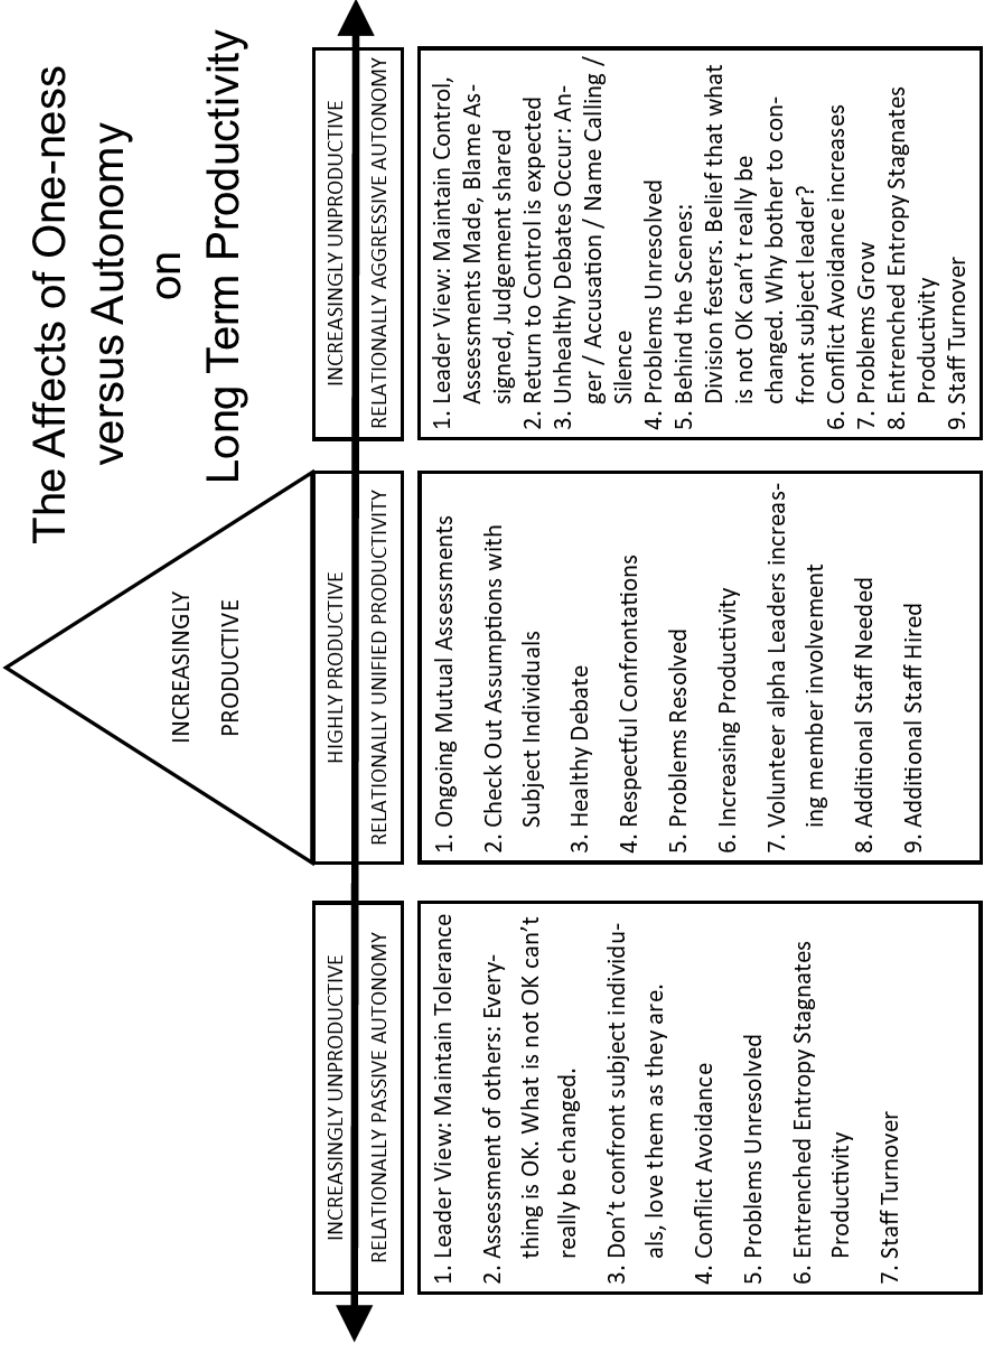 The Affects of One-ness
versus Autonomy
on
Long Term Productivity
INCREASINGLY
PRODUCTIVE
INCREASINGLY UNPRODUCTIVE
RELATIONALLY PASSIVE AUTONOMY
1. Leader View: Maintain Tolerance
2. Assessment of others: Every-
thing is OK. What is not OK can’t
really be changed.
3. Don’t confront subject individu-
als, love them as they are.
4. Conflict Avoidance
5. Problems Unresolved
6. Entrenched Entropy Stagnates
Productivity
7. Staff Turnover
HIGHLY PRODUCTIVE
RELATIONALLY UNIFIED PRODUCTIVITY
1. Ongoing Mutual Assessments
2. Check Out Assumptions with
Subject Individuals
3. Healthy Debate
4. Respectful Confrontations
5. Problems Resolved
6. Increasing Productivity
7. Volunteer alpha Leaders increas-
ing member involvement
8. Additional Staff Needed
9. Additional Staff Hired
INCREASINGLY UNPRODUCTIVE
RELATIONALLY AGGRESSIVE AUTONOMY
1. Leader View: Maintain Control,
Assessments Made, Blame As-
signed, Judgement shared
2. Return to Control is expected
3. Unhealthy Debates Occur: An-
ger / Accusation / Name Calling /
Silence
4. Problems Unresolved
5. Behind the Scenes:
Division festers. Belief that what
is not OK can’t really be
changed. Why bother to con-
front subject leader?
6. Conflict Avoidance increases
7. Problems Grow
8. Entrenched Entropy Stagnates
Productivity
9. Staff Turnover